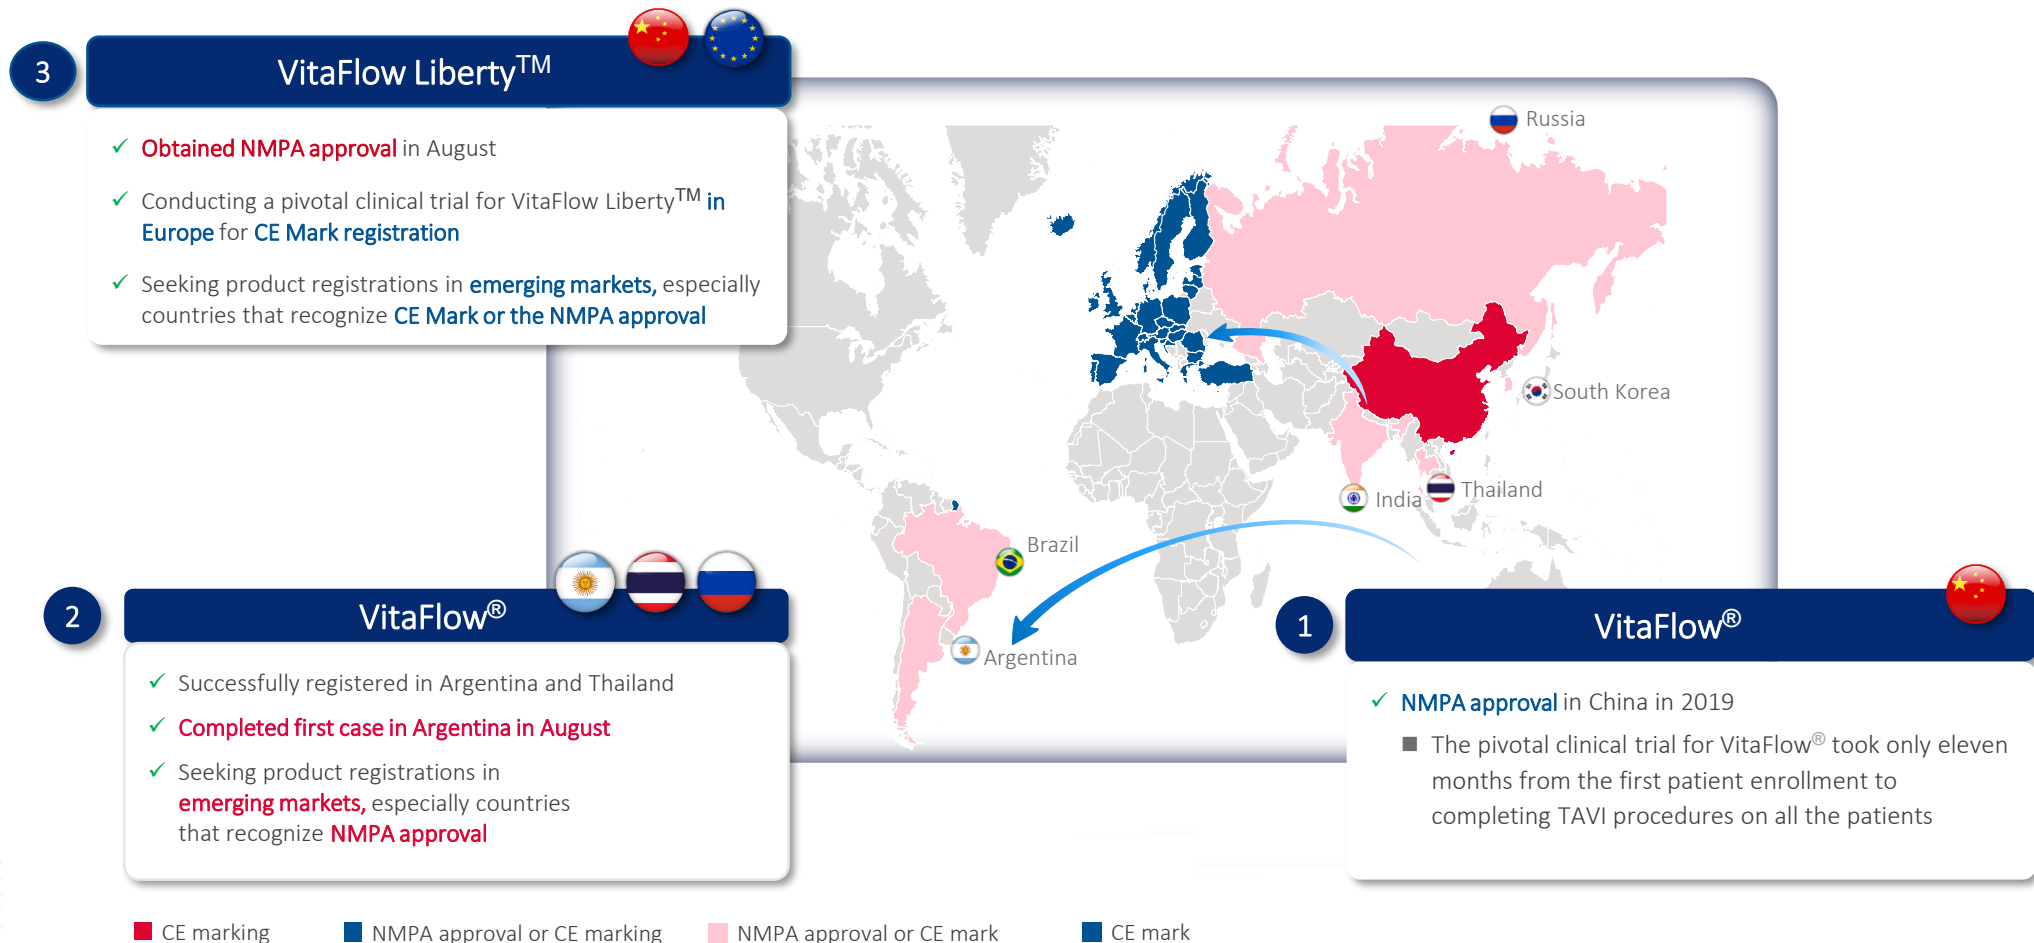 3
VitaFlow Liberty™
✓ Obtained NMPA approval in August
✓ Conducting a pivotal clinical trial for VitaFlow Liberty™ in
Europe for CE Mark registration
✓ Seeking product registrations in emerging markets, especially
countries that recognize CE Mark or the NMPA approval
Russia
South Korea
India
Thailand
Brazil
Argentina
2
VitaFlow®
✓ Successfully registered in Argentina and Thailand
✓ Completed first case in Argentina in August
✓ Seeking product registrations in
emerging markets, especially countries
that recognize NMPA approval
1
VitaFlow®
✓ NMPA approval in China in 2019
■ The pivotal clinical trial for VitaFlow® took only eleven
months from the first patient enrollment to
completing TAVI procedures on all the patients
CE marking
NMPA approval or CE marking
NMPA approval or CE mark
CE mark